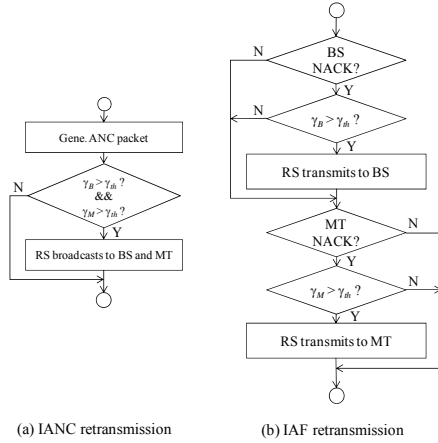 Gene. ANC packet
N
γB > γth ?
&&
γM > γth ?
Y
RS broadcasts to BS and MT
(a) IANC retransmission
N
BS
NACK?
Y
N
γB > γth ?
Y
RS transmits to BS
MT
NACK?
N
Y
γM > γth ?
N
Y
RS transmits to MT
(b) IAF retransmission